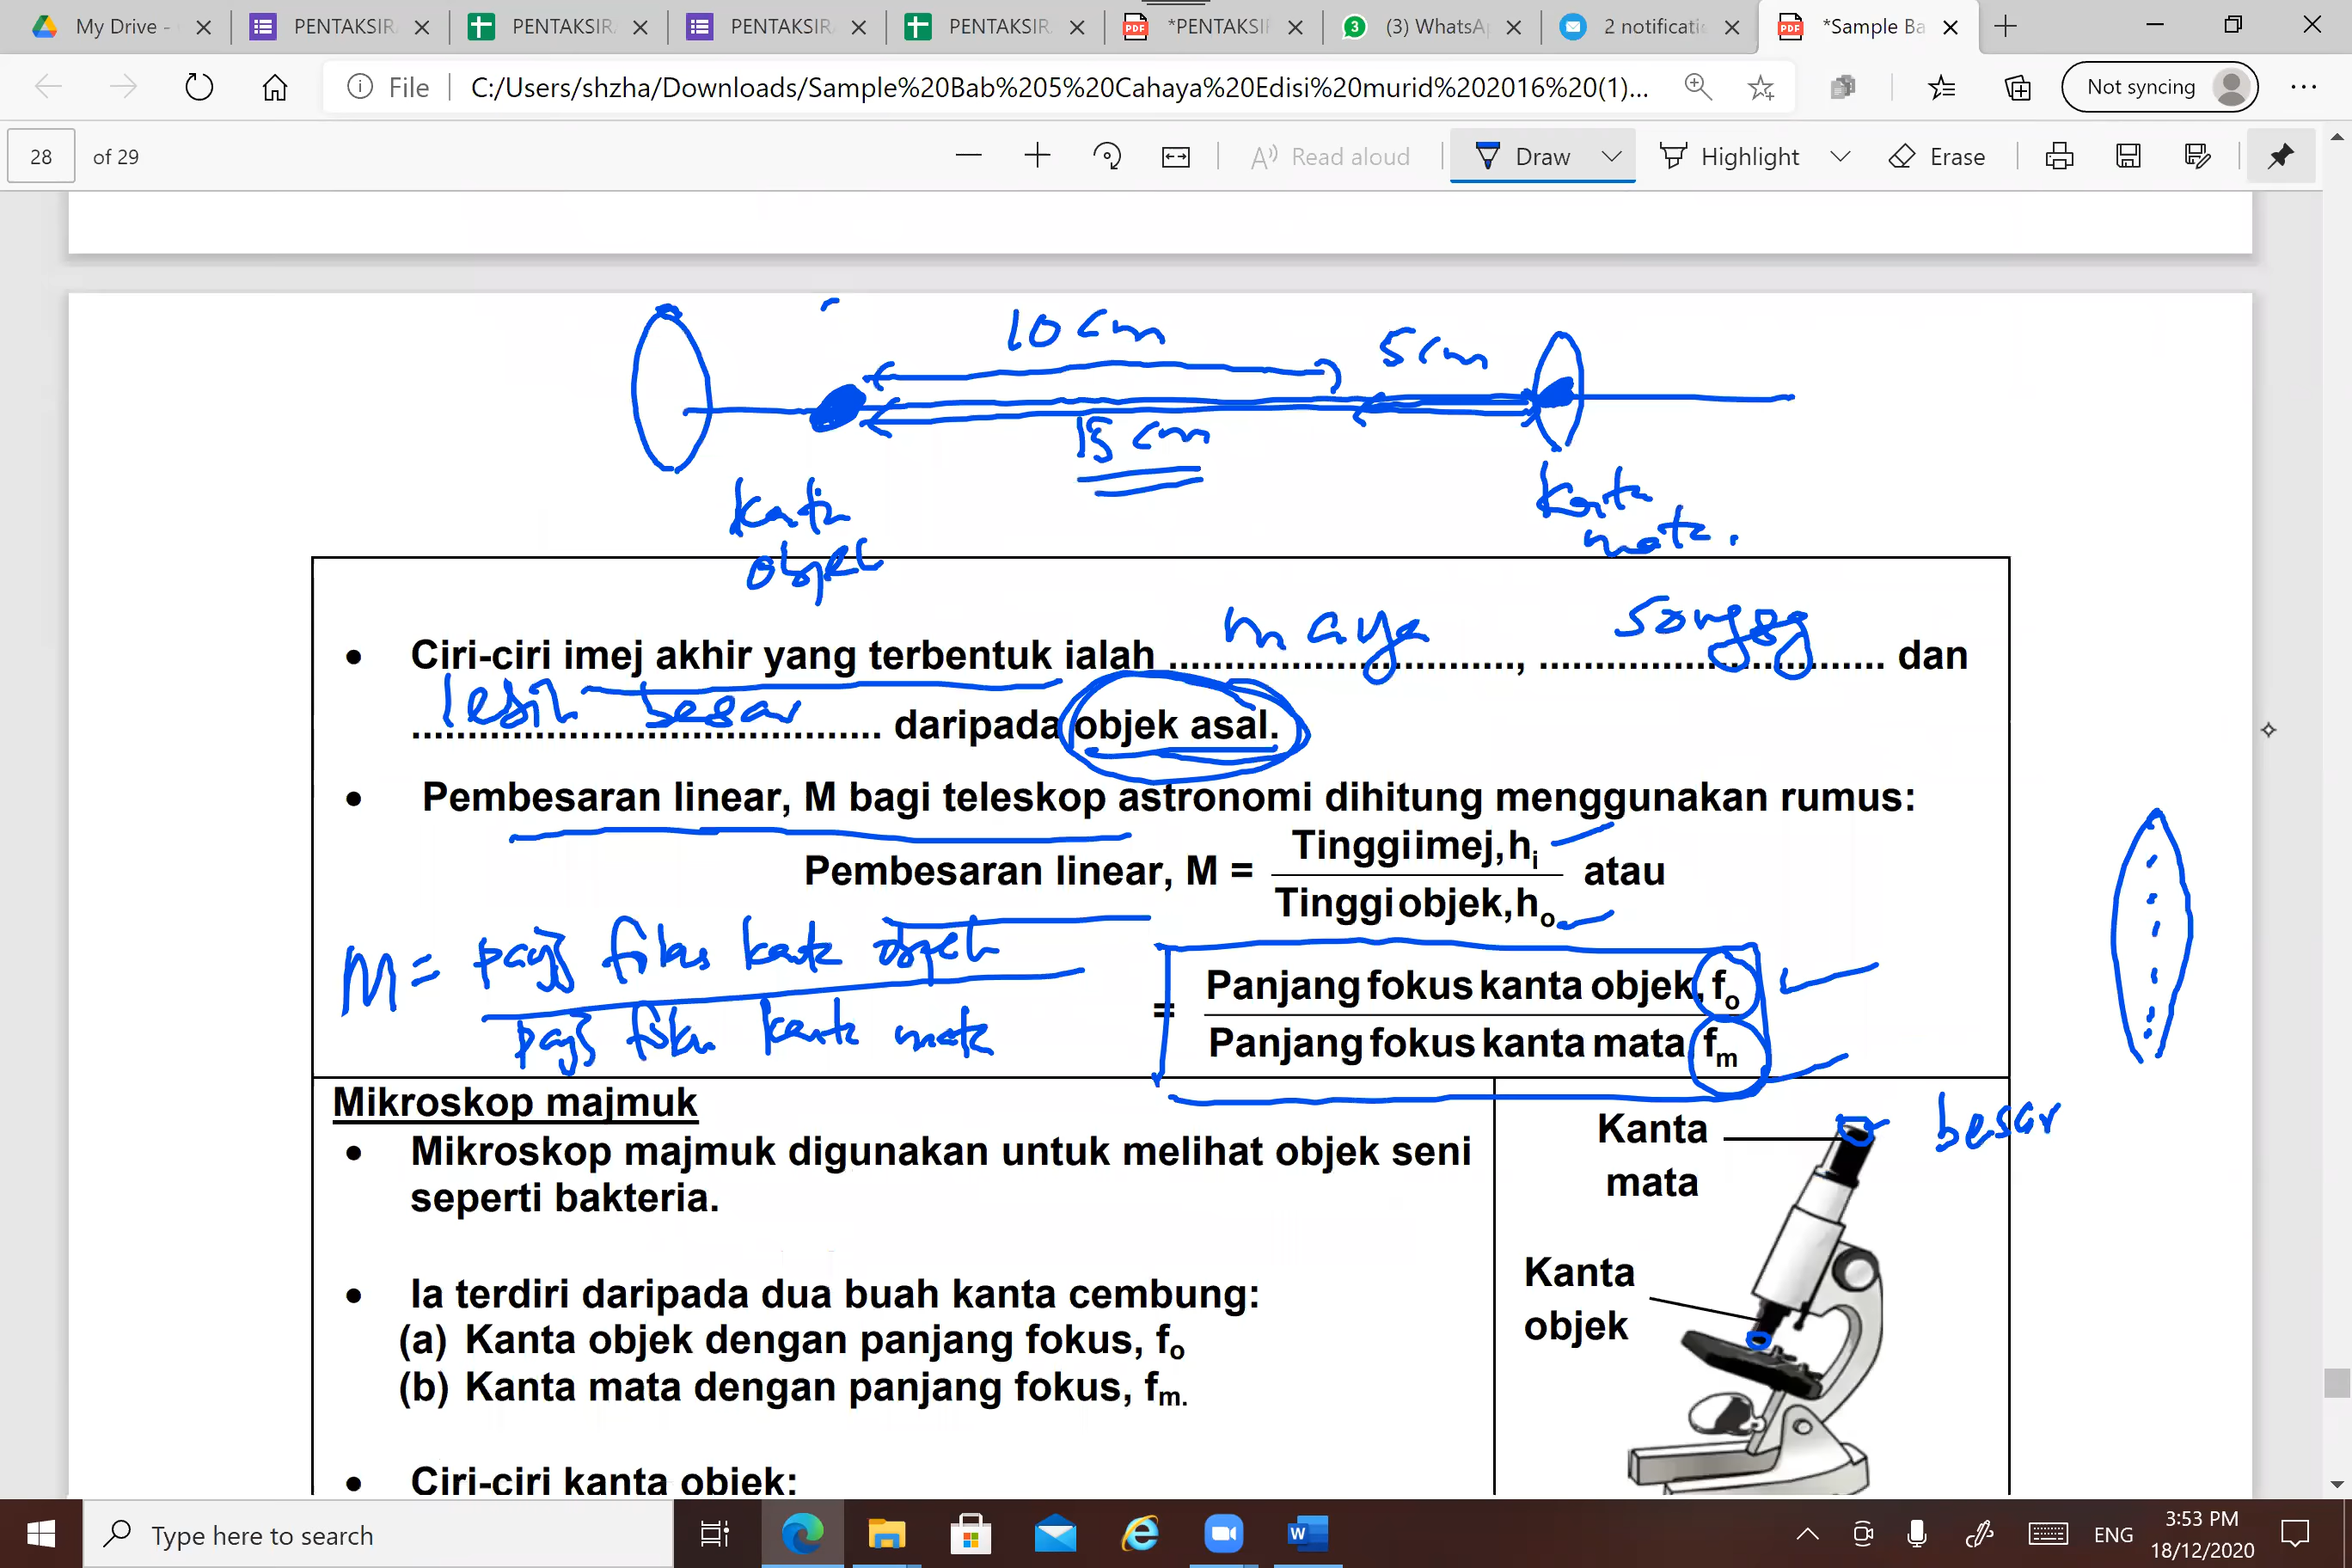 My Drive -
PENTAKSIR
PENTAKSIR
PENTAKSIR
PENTAKSIR
*PENTAKSI
(3) WhatsA
2 notificati
*Sample Ba
File
C:/Users/shzha/Downloads/Sample%20Bab%205%20Cahaya%20Edisi%20murid%202016%20(1)...
Not syncing
28 of 29
Read aloud
Draw
Highlight
Erase
10 cm
5 cm
15 cm
kanta
objek
kanta
mata.
maya
songsg
Ciri-ciri imej akhir yang terbentuk ialah ..............................., ............................... dan
lebih besar
.......................................... daripada objek asal.
Pembesaran linear, M bagi teleskop astronomi dihitung menggunakan rumus:
Tinggi imej, hi
Pembesaran linear, M = atau
Tinggi objek, ho
M = fokus kanta objek
fokus kanta mata
Panjang fokus kanta objek, fo
=
Panjang fokus kanta mata fm
Mikroskop majmuk
Mikroskop majmuk digunakan untuk melihat objek seni
seperti bakteria.
Ia terdiri daripada dua buah kanta cembung:
(a) Kanta objek dengan panjang fokus, fo
(b) Kanta mata dengan panjang fokus, fm.
Ciri-ciri kanta objek:
Kanta
mata
besar
Kanta
objek
Type here to search
ENG
3:53 PM
18/12/2020